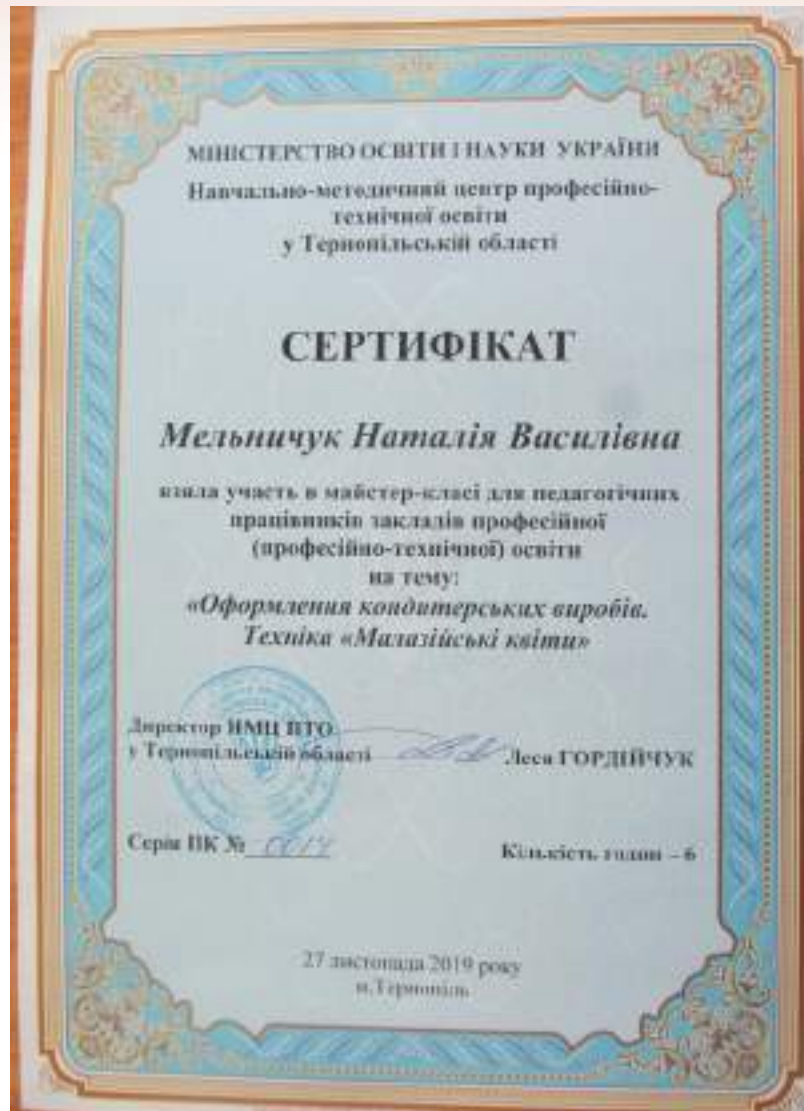 МІНІСТЕРСТВО ОСВІТИ І НАУКИ УКРАЇНИ
Навчально-методичний центр професійно-
технічної освіти
у Тернопільській області
СЕРТИФІКАТ
Мельничук Наталія Василівна
взяла участь в майстер-класі для педагогічних
працівників закладів професійної
(професійно-технічної) освіти
на тему:
«Оформлення кондитерських виробів.
Техніка «Малазійські квіти»
Директор НМЦ ПТО
у Тернопільській області Леся ГОРДІЙЧУК
Серія ПК № Кількість годин – 6
27 листопада 2019 року
м.Тернопіль